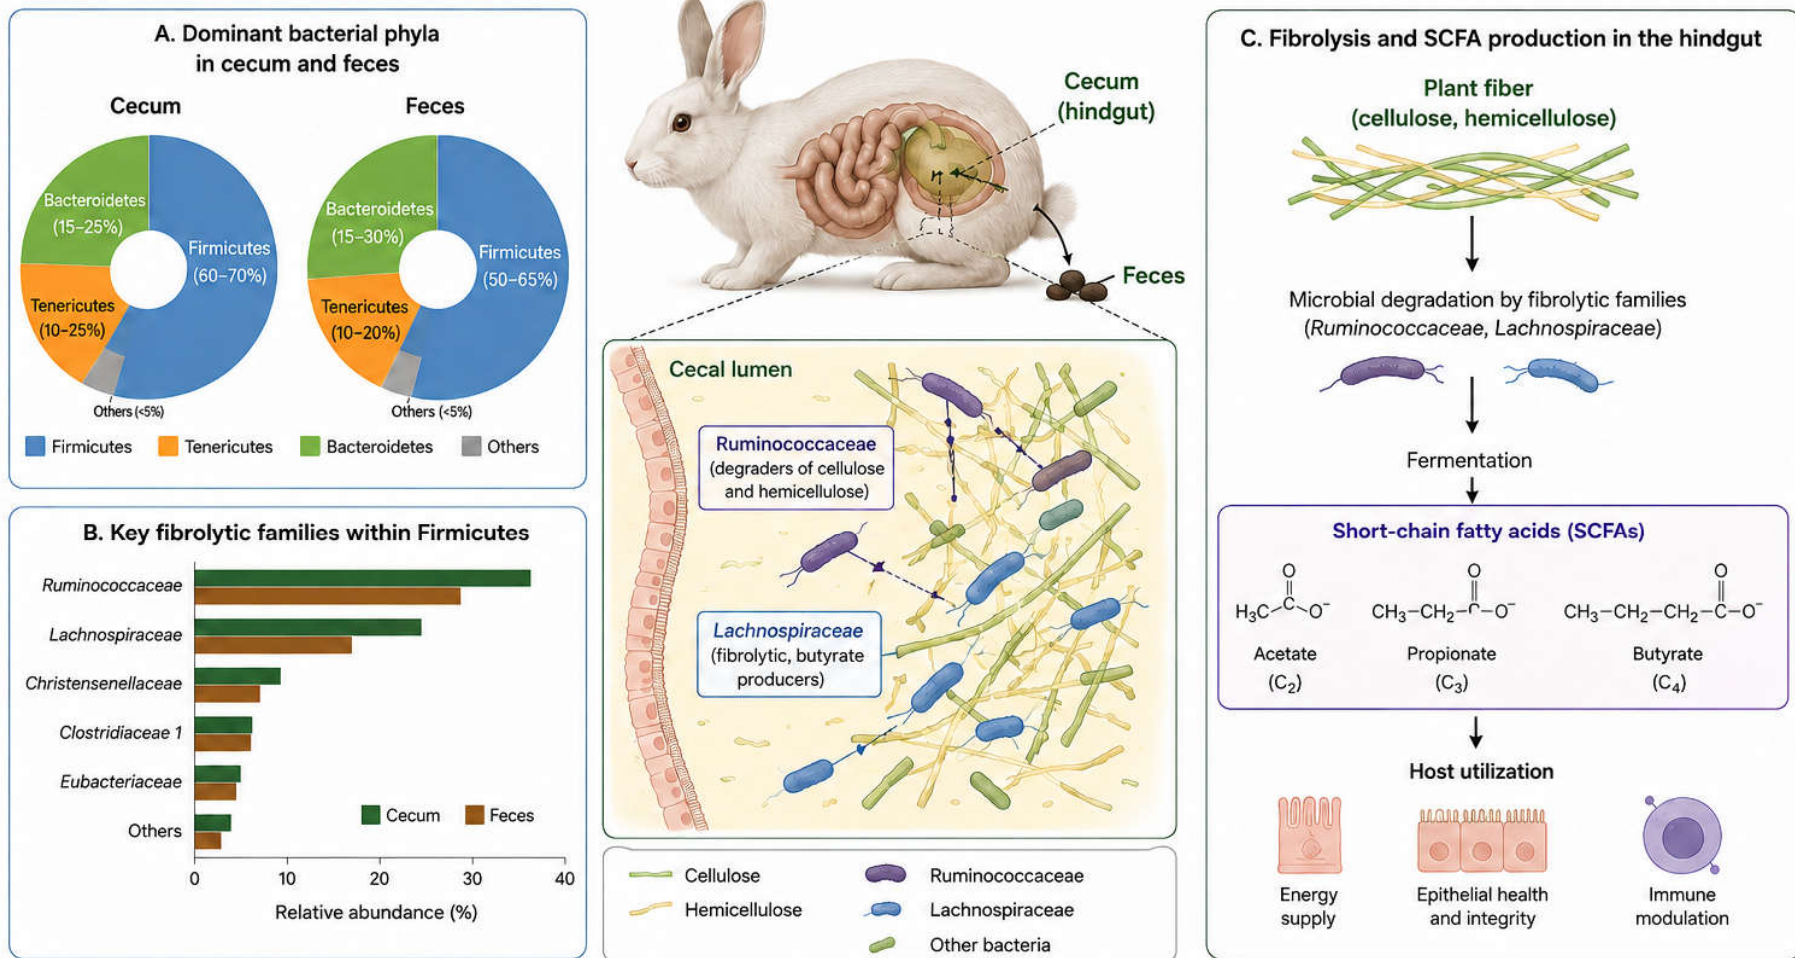 A. Dominant bacterial phyla
in cecum and feces
Cecum
Feces
Bacteroidetes
(15–25%)
Firmicutes
(60–70%)
Tenericutes
(10–25%)
Others (<5%)
Bacteroidetes
(15–30%)
Firmicutes
(50–65%)
Tenericutes
(10–20%)
Others (<5%)
Firmicutes
Tenericutes
Bacteroidetes
Others
B. Key fibrolytic families within Firmicutes
Ruminococcaceae
Lachnospiraceae
Christensenellaceae
Clostridiaceae 1
Eubacteriaceae
Others
Cecum
Feces
0 10 20 30 40
Relative abundance (%)
Cecum
(hindgut)
Feces
Cecal lumen
Ruminococcaceae
(degraders of cellulose
and hemicellulose)
Lachnospiraceae
(fibrolytic, butyrate
producers)
Cellulose
Hemicellulose
Ruminococcaceae
Lachnospiraceae
Other bacteria
C. Fibrolysis and SCFA production in the hindgut
Plant fiber
(cellulose, hemicellulose)
Microbial degradation by fibrolytic families
(Ruminococcaceae, Lachnospiraceae)
Fermentation
Short-chain fatty acids (SCFAs)
O
H₃C C O⁻
O
CH₃–CH₂–C–O⁻
O
CH₃–CH₂–CH₂–C–O⁻
Acetate
(C₂)
Propionate
(C₃)
Butyrate
(C₄)
Host utilization
Energy
supply
Epithelial health
and integrity
Immune
modulation